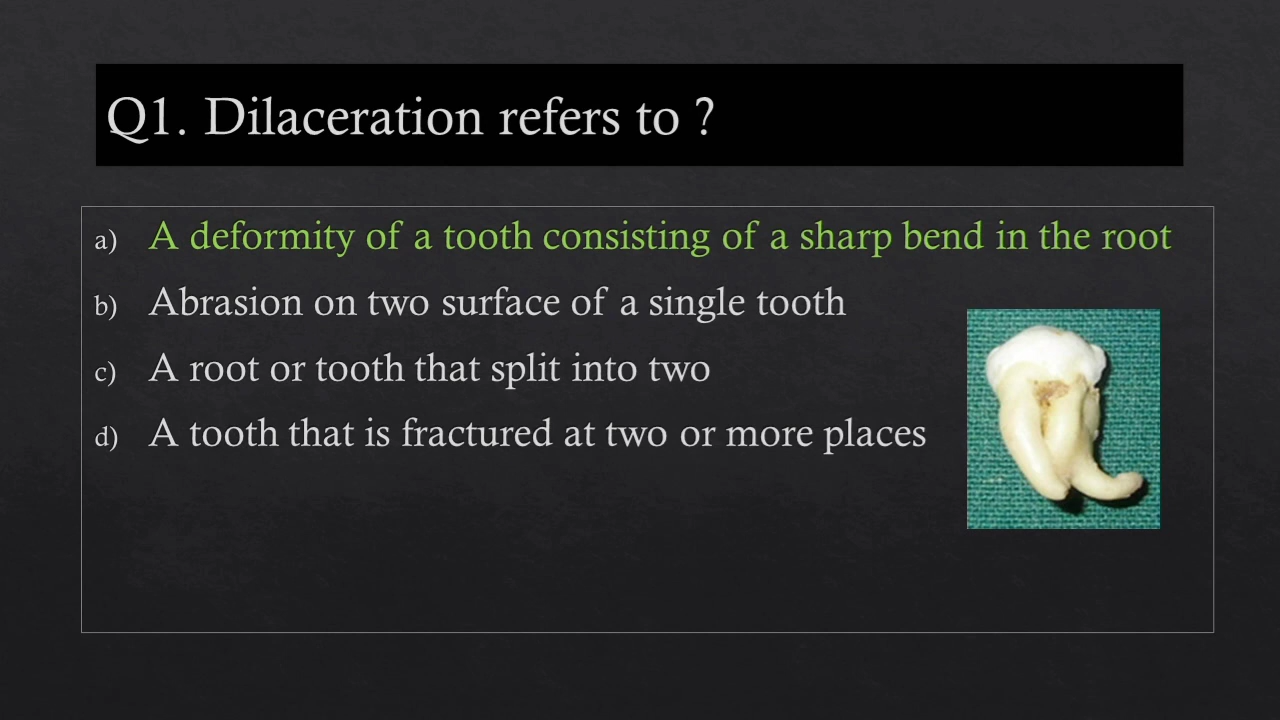 Q1. Dilaceration refers to ?
a) A deformity of a tooth consisting of a sharp bend in the root
b) Abrasion on two surface of a single tooth
c) A root or tooth that split into two
d) A tooth that is fractured at two or more places